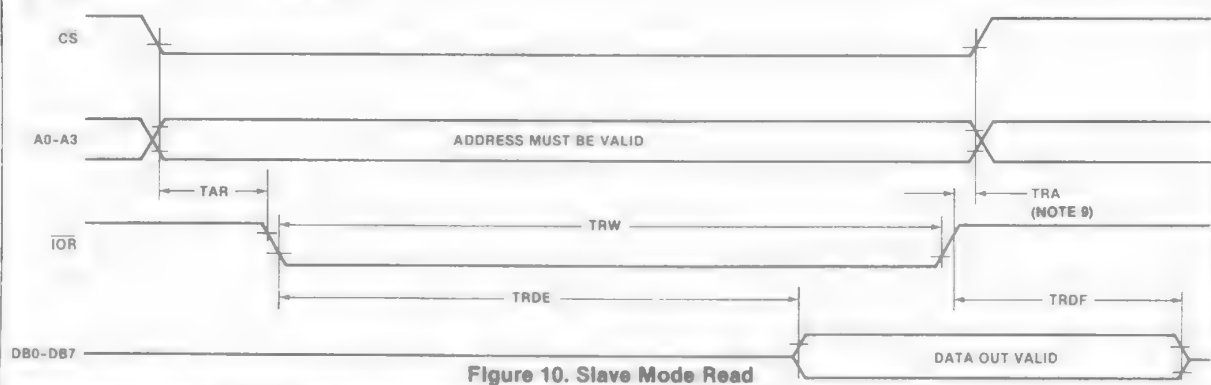 CS
A0-A3
ADDRESS MUST BE VALID
TAR
TRA
(NOTE 9)
IOR
TRW
TRDE
TRDF
DB0-DB7
DATA OUT VALID
Figure 10. Slave Mode Read